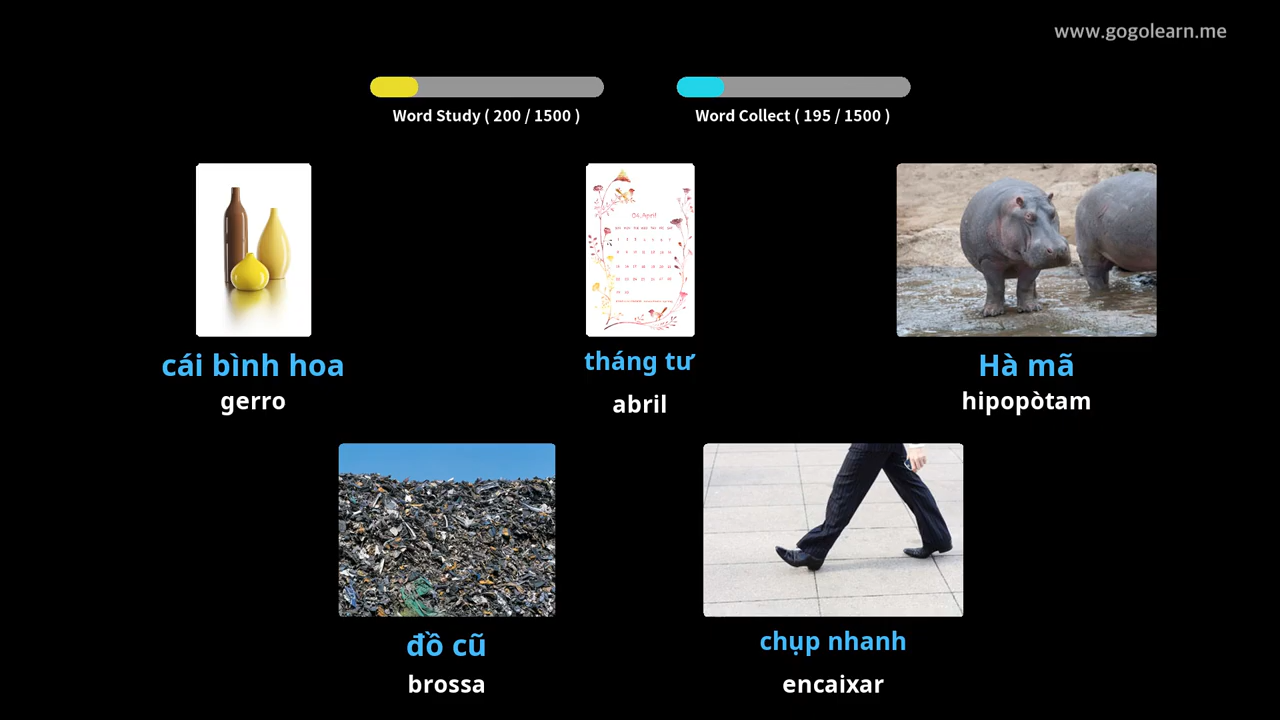 www.gogolearn.me
Word Study ( 200 / 1500 )
Word Collect ( 195 / 1500 )
cái bình hoa
gerro
tháng tư
abril
Hà mã
hipopòtam
đồ cũ
brossa
chụp nhanh
encaixar